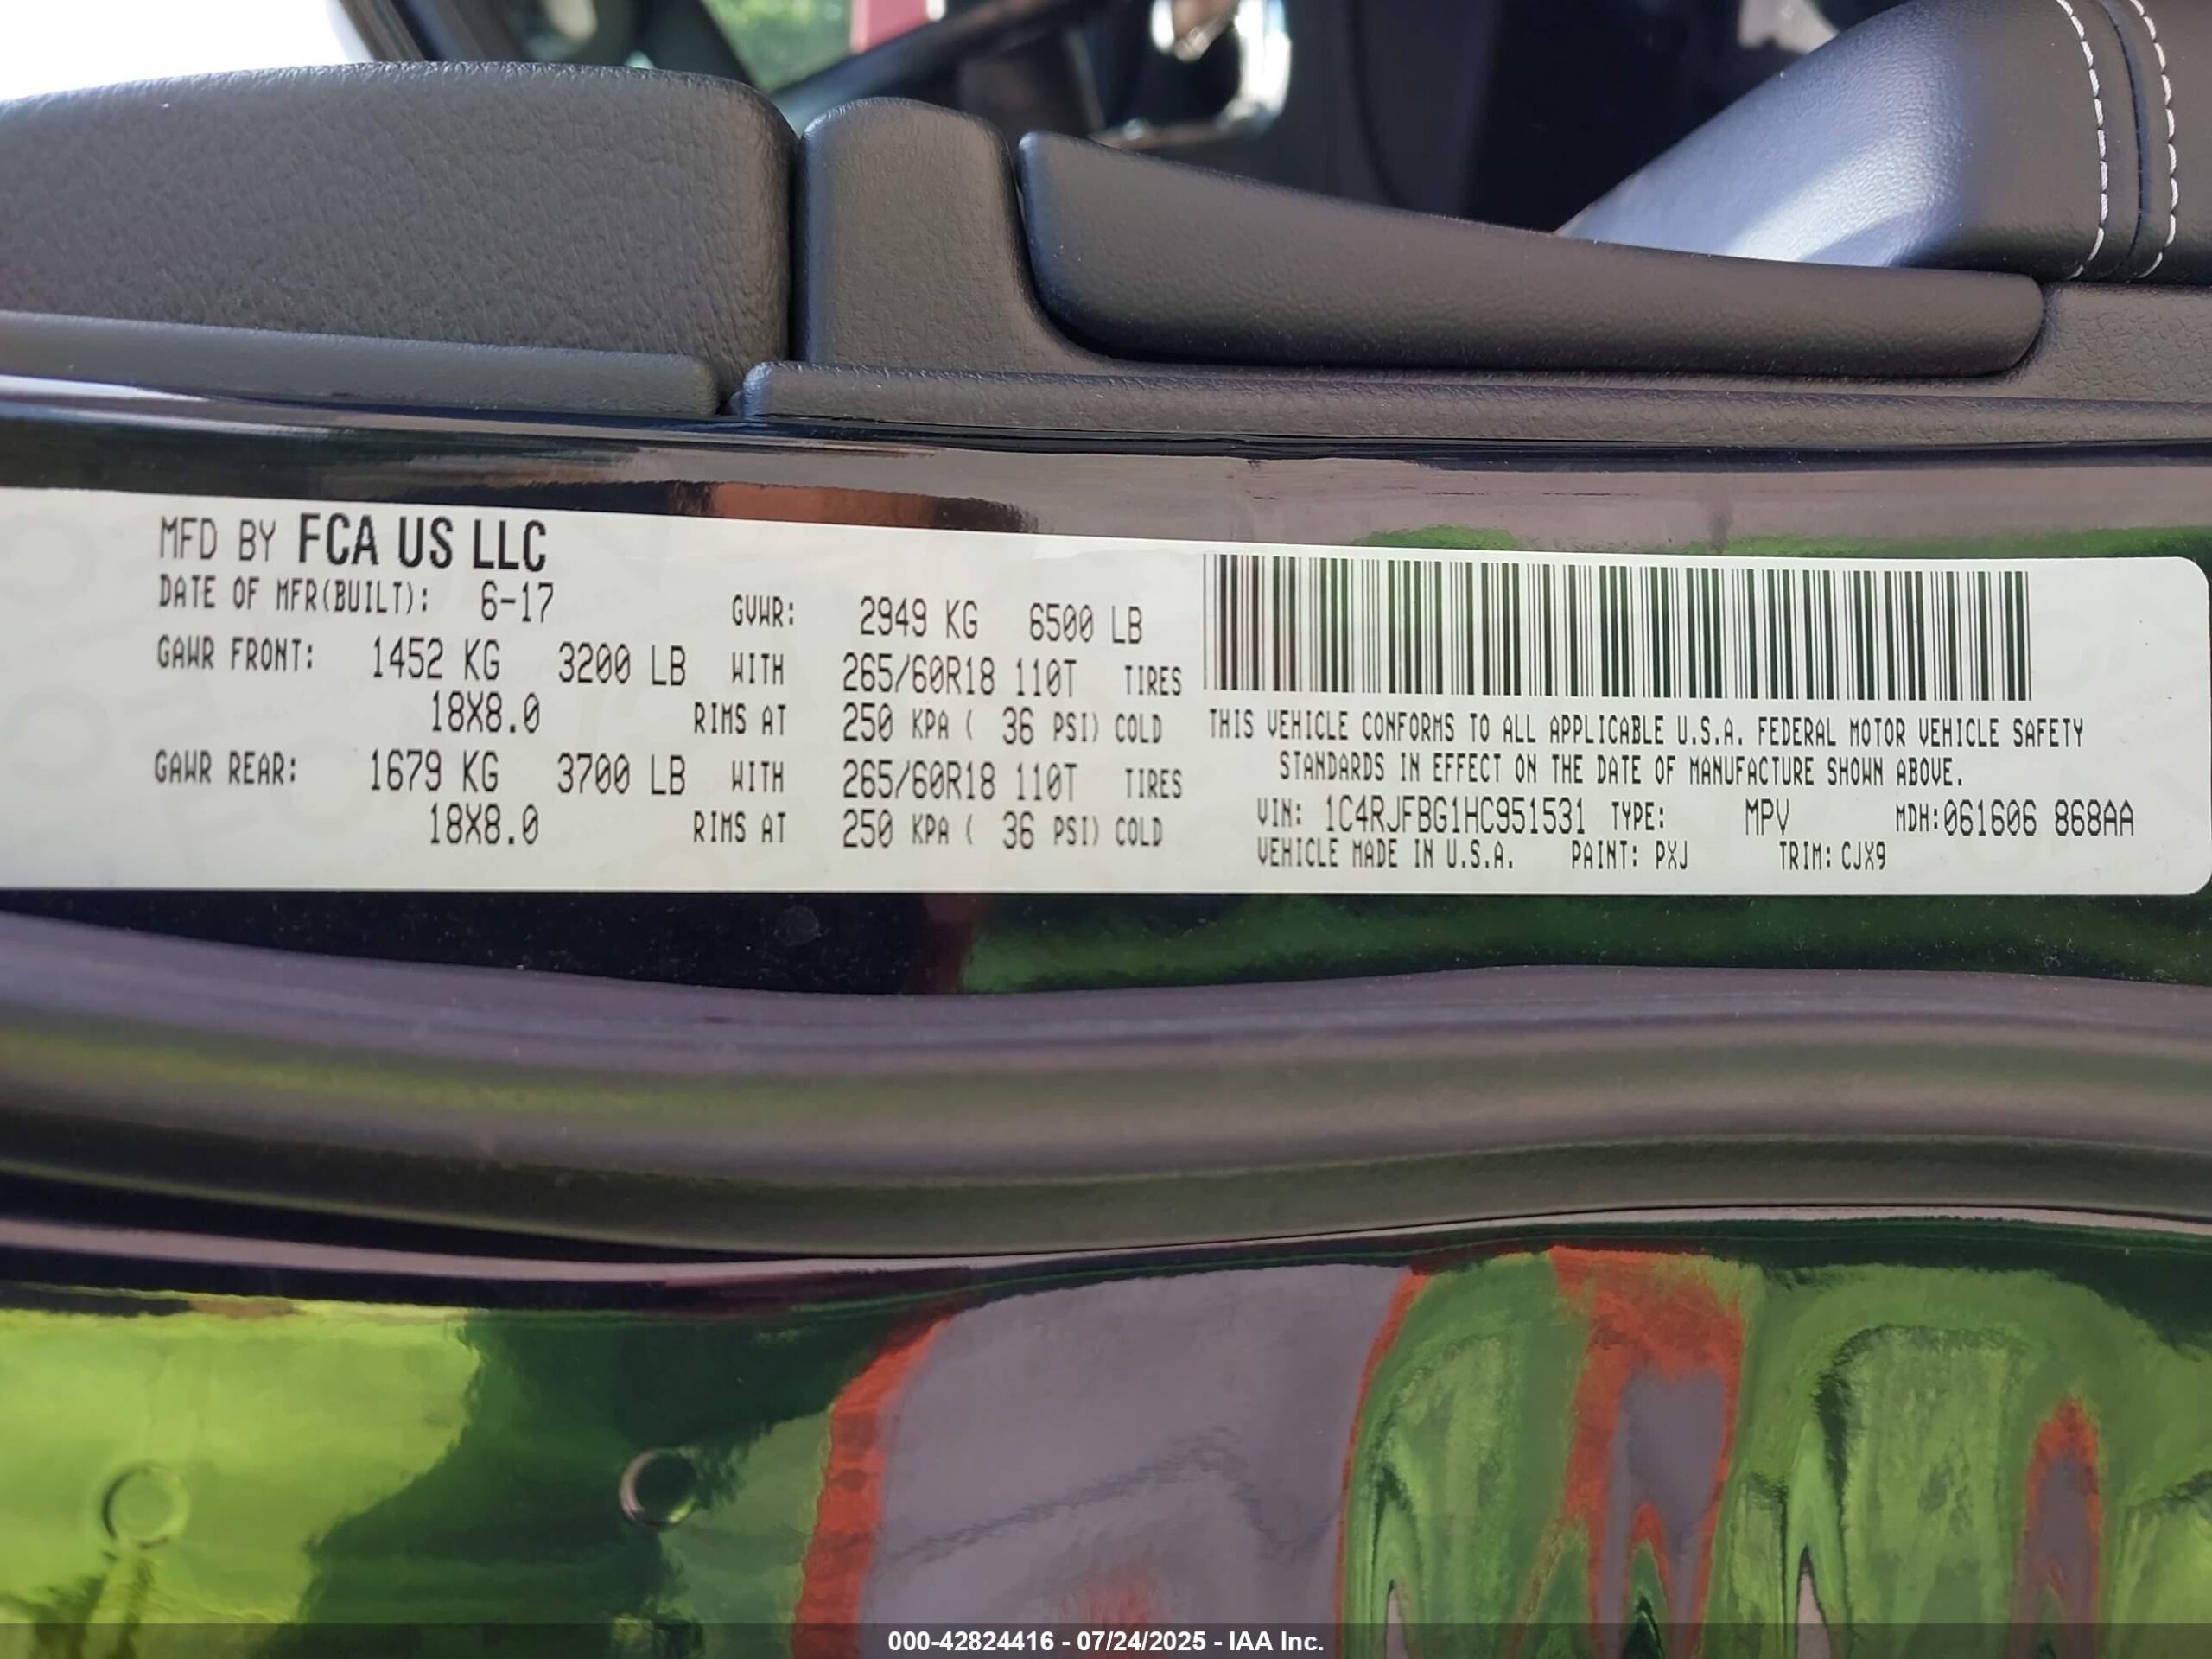 MFD BY FCA US LLC
DATE OF MFR(BUILT): 6-17 GVWR: 2949 KG 6500 LB
GAWR FRONT: 1452 KG 3200 LB WITH 265/60R18 110T TIRES
18X8.0 RIMS AT 250 KPA ( 36 PSI) COLD
GAWR REAR: 1679 KG 3700 LB WITH 265/60R18 110T TIRES
18X8.0 RIMS AT 250 KPA ( 36 PSI) COLD
THIS VEHICLE CONFORMS TO ALL APPLICABLE U.S.A. FEDERAL MOTOR VEHICLE SAFETY
STANDARDS IN EFFECT ON THE DATE OF MANUFACTURE SHOWN ABOVE.
VIN: 1C4RJFBG1HC951531 TYPE: MPV MDH:061606 868AA
VEHICLE MADE IN U.S.A. PAINT: PXJ TRIM: CJX9
000-42824416 - 07/24/2025 - IAA Inc.